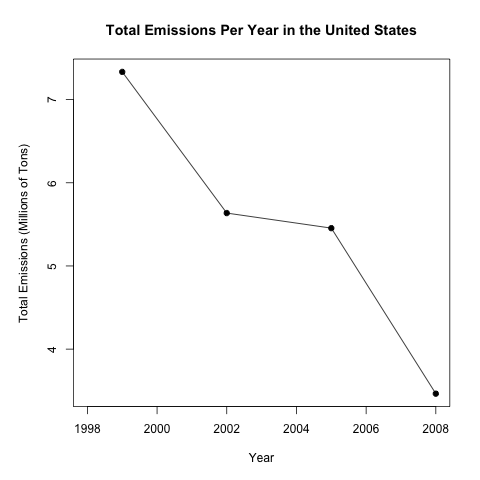 Total Emissions Per Year in the United States
Total Emissions (Millions of Tons)
7
6
5
4
1998 2000 2002 2004 2006 2008
Year